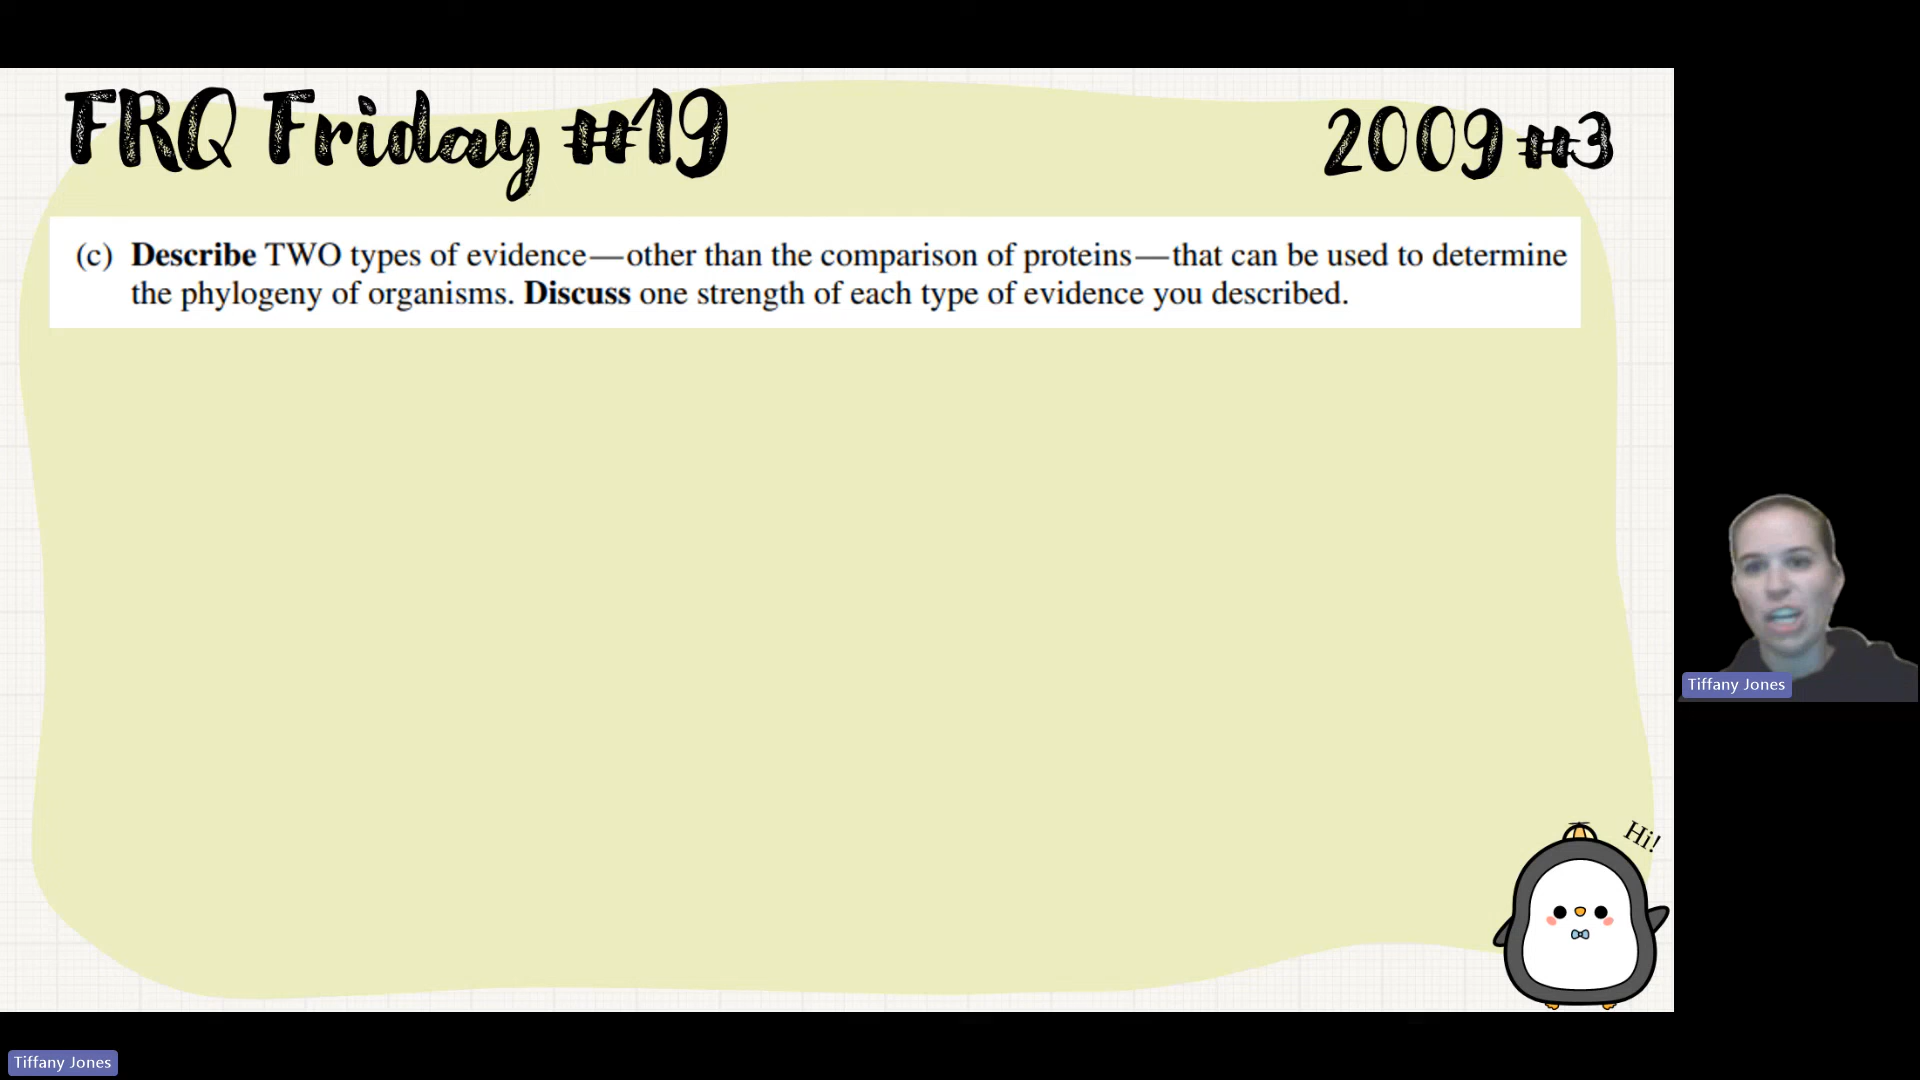 FRQ Friday #19
2009 #3
(c) Describe TWO types of evidence—other than the comparison of proteins—that can be used to determine
the phylogeny of organisms. Discuss one strength of each type of evidence you described.
Tiffany Jones
Hi!
Tiffany Jones